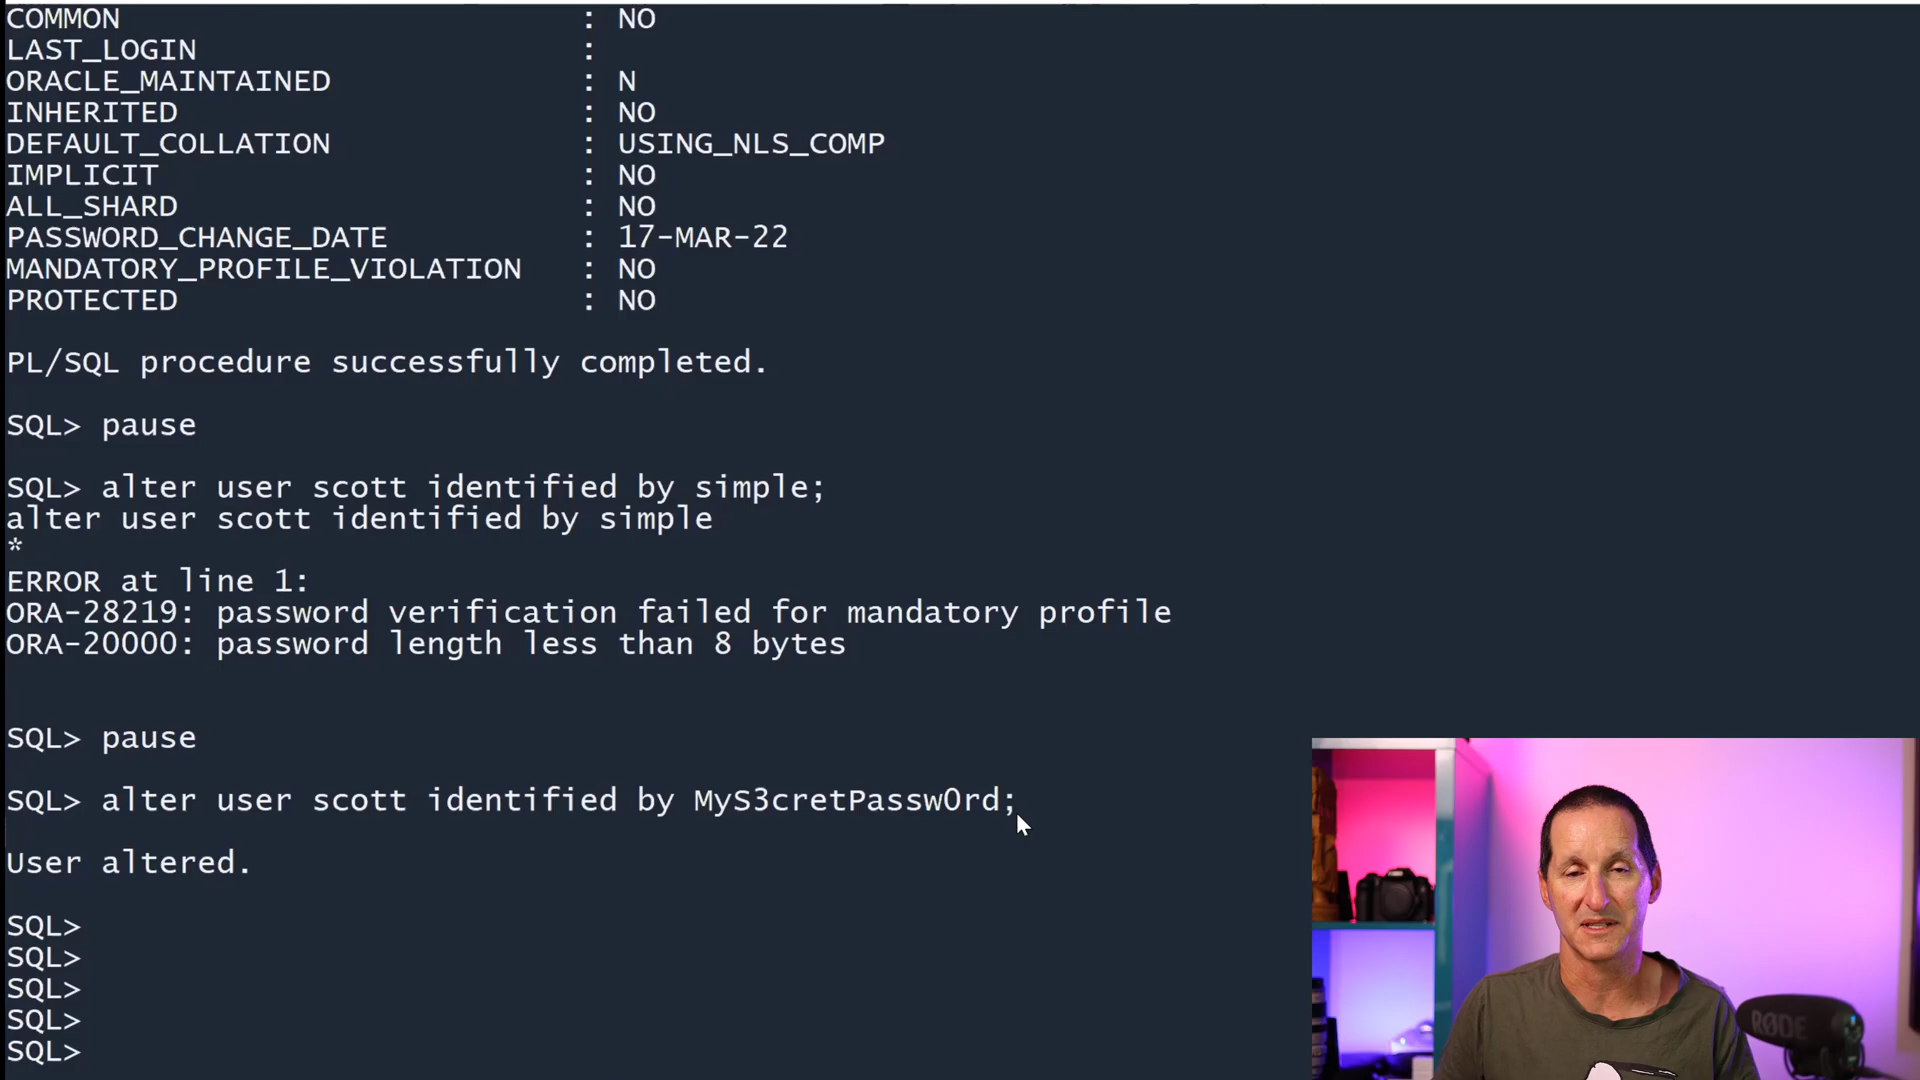 COMMON : NO
LAST_LOGIN :
ORACLE_MAINTAINED : N
INHERITED : NO
DEFAULT_COLLATION : USING_NLS_COMP
IMPLICIT : NO
ALL_SHARD : NO
PASSWORD_CHANGE_DATE : 17-MAR-22
MANDATORY_PROFILE_VIOLATION : NO
PROTECTED : NO
PL/SQL procedure successfully completed.
SQL> pause
SQL> alter user scott identified by simple;
alter user scott identified by simple
*
ERROR at line 1:
ORA-28219: password verification failed for mandatory profile
ORA-20000: password length less than 8 bytes
SQL> pause
SQL> alter user scott identified by MyS3cretPassw0rd;
User altered.
SQL>
SQL>
SQL>
SQL>
SQL>
RØDE